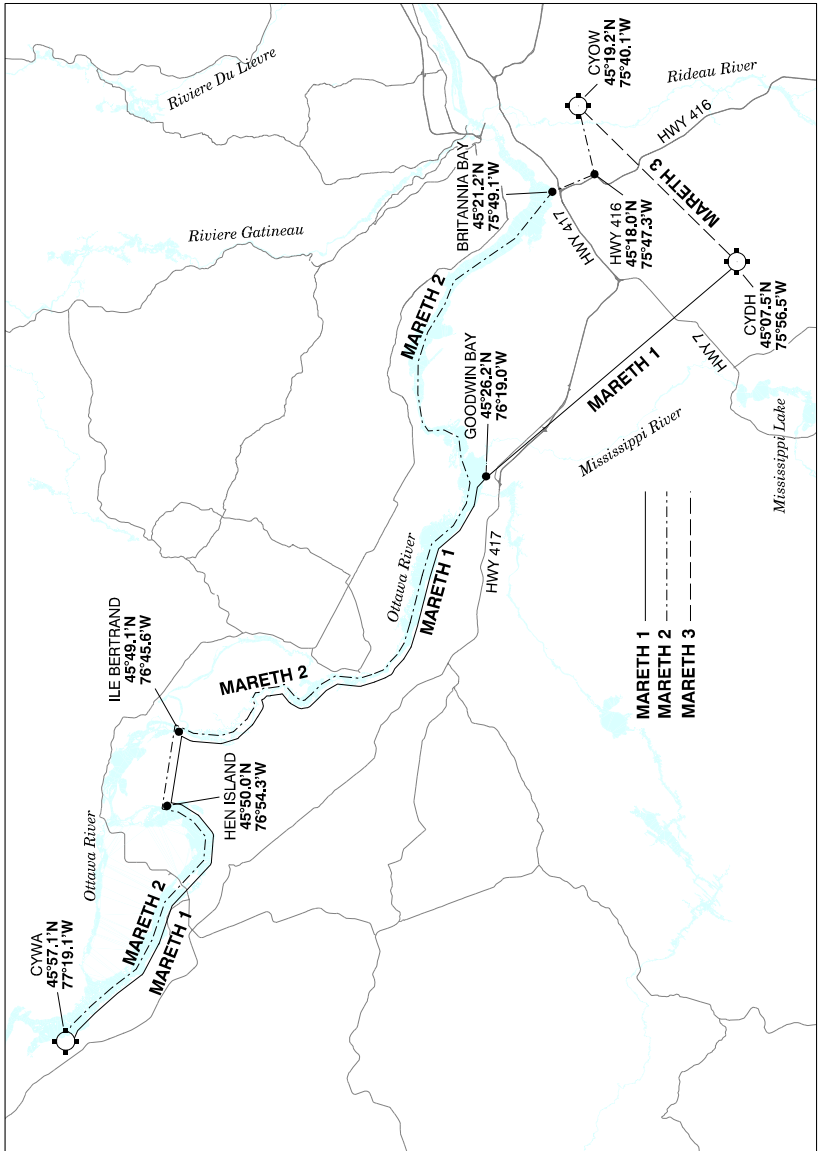 Riviere Du Lievre
CYOW
45°19.2'N
75°40.1'W
Rideau River
HWY 416
BRITANNIA BAY
45°21.2'N
75°49.1'W
MARETH 3
HWY 417
HWY 416
45°18.0'N
75°47.3'W
Riviere Gatineau
MARETH 2
CYDH
45°07.5'N
75°56.5'W
GOODWIN BAY
45°26.2'N
76°19.0'W
MARETH 1
HWY 7
Mississippi River
Mississippi Lake
Ottawa River
MARETH 1
HWY 417
ILE BERTRAND
45°49.1'N
76°45.6'W
MARETH 2
HEN ISLAND
45°50.0'N
76°54.3'W
MARETH 1
MARETH 2
MARETH 3
Ottawa River
MARETH 2
MARETH 1
CYWA
45°57.1'N
77°19.1'W